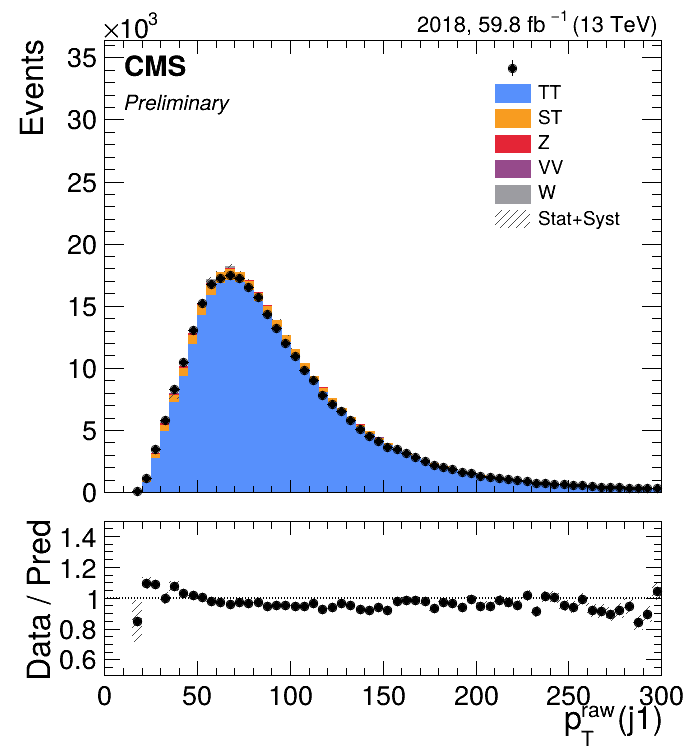 ×10³
2018, 59.8 fb⁻¹ (13 TeV)
Events
35
30
25
20
15
10
5
0
CMS
Preliminary
TT
ST
Z
VV
W
Stat+Syst
Data / Pred
1.4
1.2
1
0.8
0.6
0 50 100 150 200 250 300
p_T^raw(j1)